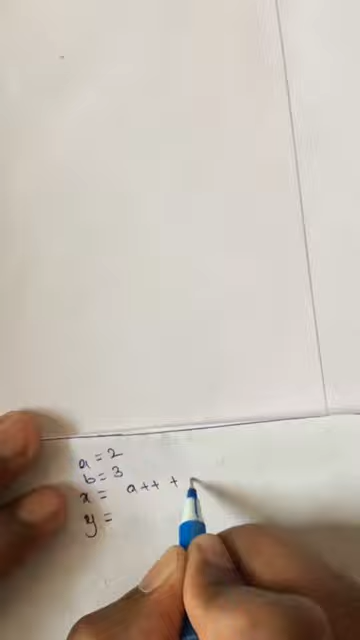 a = 2
b = 3
x = a++ +
y =